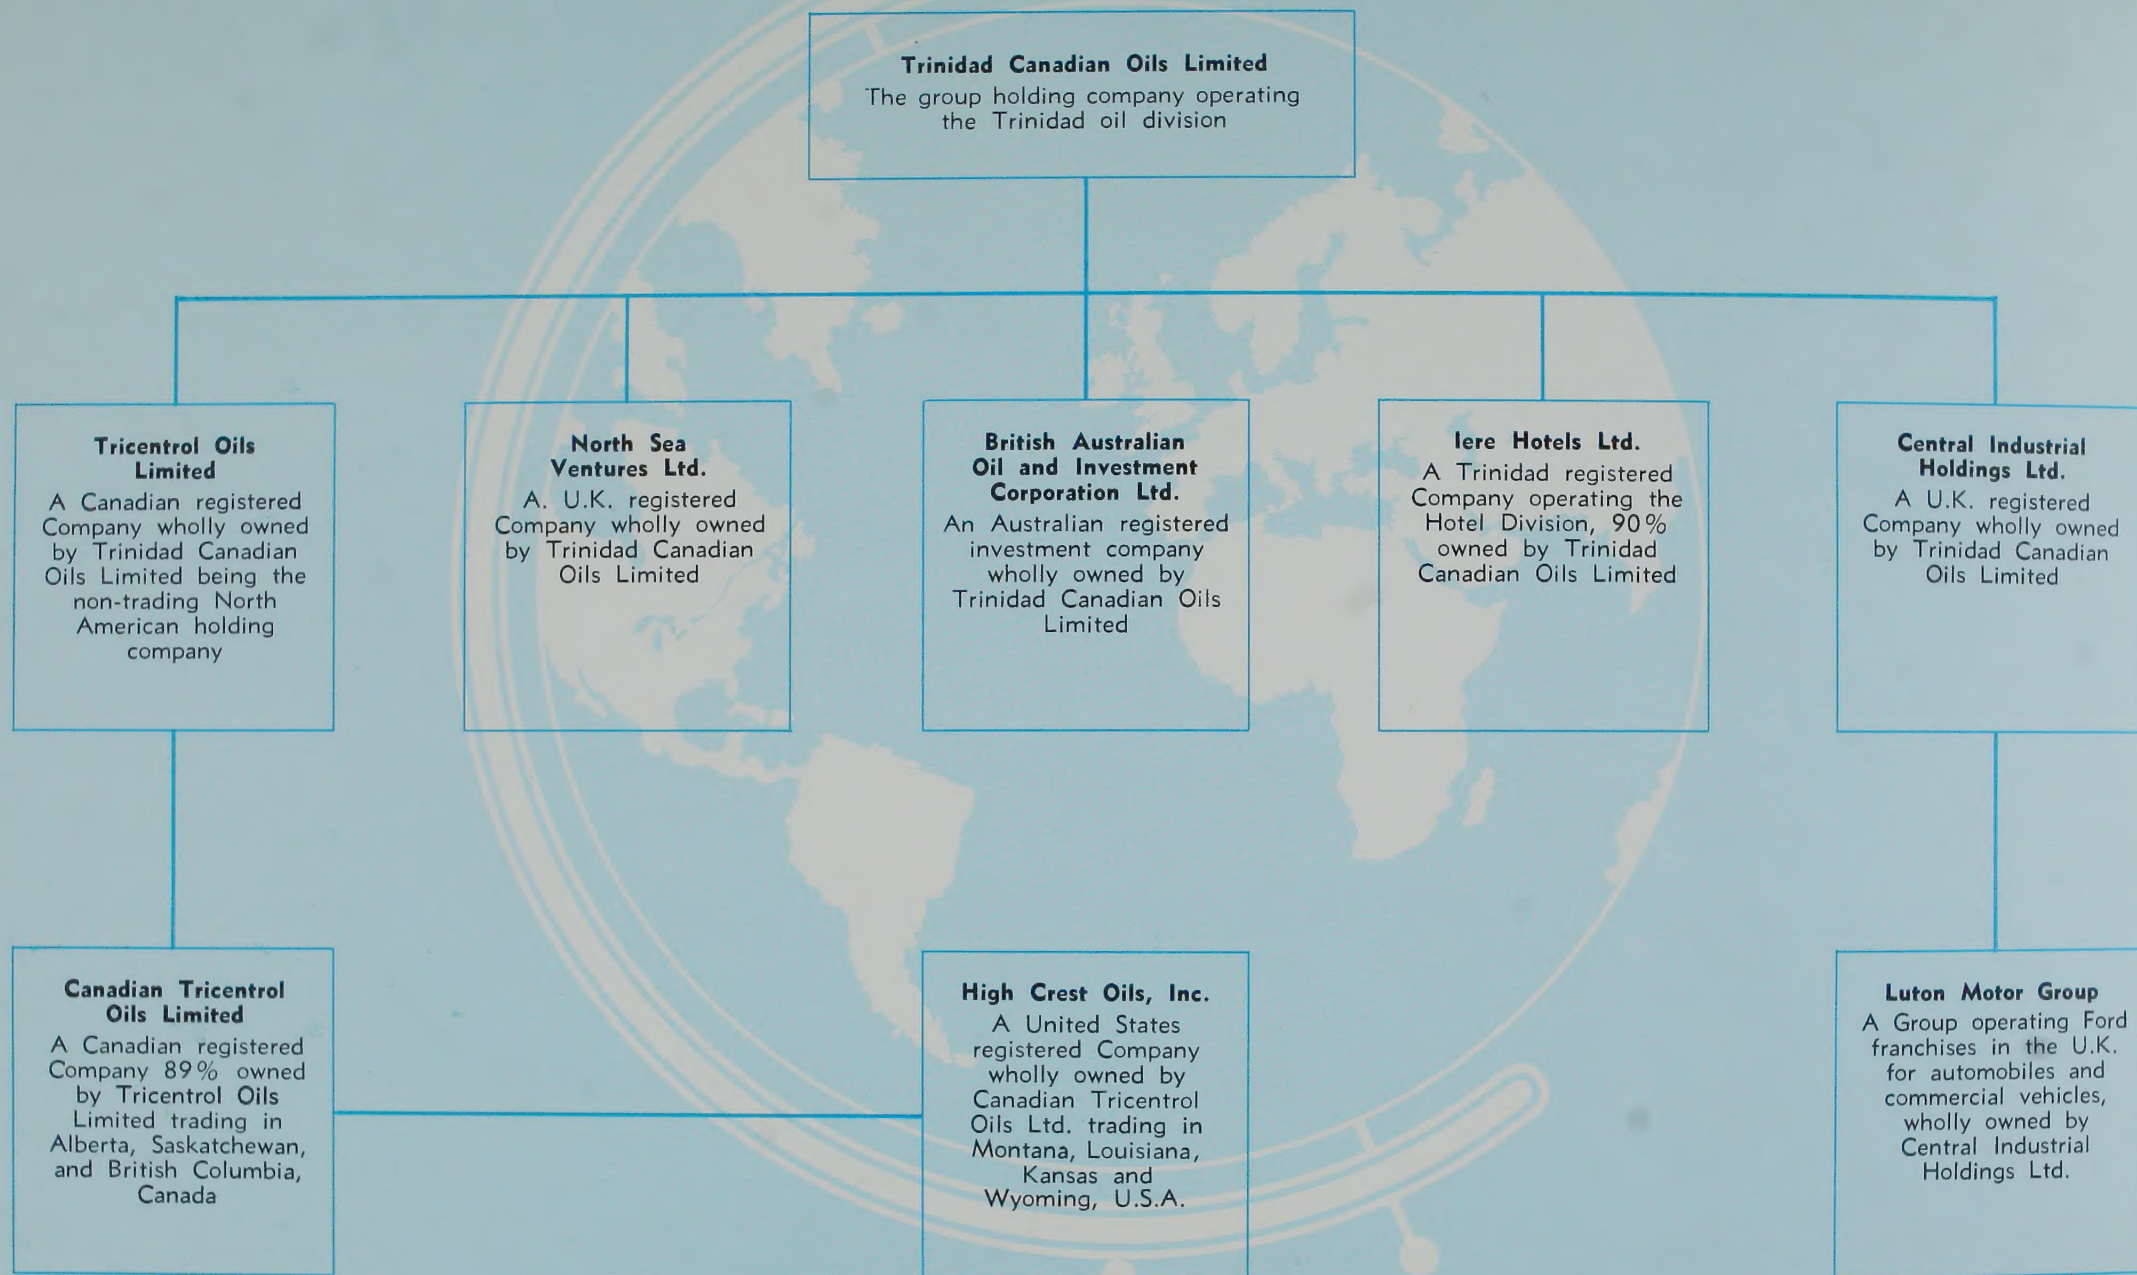 Trinidad Canadian Oils Limited
The group holding company operating
the Trinidad oil division
Tricentrol Oils
Limited
A Canadian registered
Company wholly owned
by Trinidad Canadian
Oils Limited being the
non-trading North
American holding
company
North Sea
Ventures Ltd.
A. U.K. registered
Company wholly owned
by Trinidad Canadian
Oils Limited
British Australian
Oil and Investment
Corporation Ltd.
An Australian registered
investment company
wholly owned by
Trinidad Canadian Oils
Limited
Iere Hotels Ltd.
A Trinidad registered
Company operating the
Hotel Division, 90%
owned by Trinidad
Canadian Oils Limited
Central Industrial
Holdings Ltd.
A U.K. registered
Company wholly owned
by Trinidad Canadian
Oils Limited
Canadian Tricentrol
Oils Limited
A Canadian registered
Company 89% owned
by Tricentrol Oils
Limited trading in
Alberta, Saskatchewan,
and British Columbia,
Canada
High Crest Oils, Inc.
A United States
registered Company
wholly owned by
Canadian Tricentrol
Oils Ltd. trading in
Montana, Louisiana,
Kansas and
Wyoming, U.S.A.
Luton Motor Group
A Group operating Ford
franchises in the U.K.
for automobiles and
commercial vehicles,
wholly owned by
Central Industrial
Holdings Ltd.